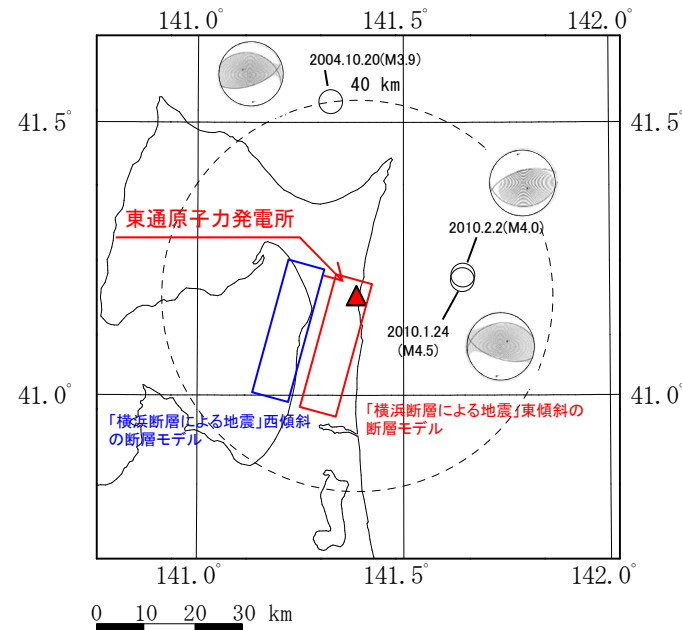 141.0° 141.5° 142.0°
2004.10.20(M3.9)
40 km
41.5° 41.5°
東通原子力発電所
2010.2.2(M4.0)
2010.1.24
(M4.5)
41.0° 41.0°
「横浜断層による地震」西傾斜
の断層モデル
「横浜断層による地震」東傾斜の
断層モデル
141.0° 141.5° 142.0°
0 10 20 30 km